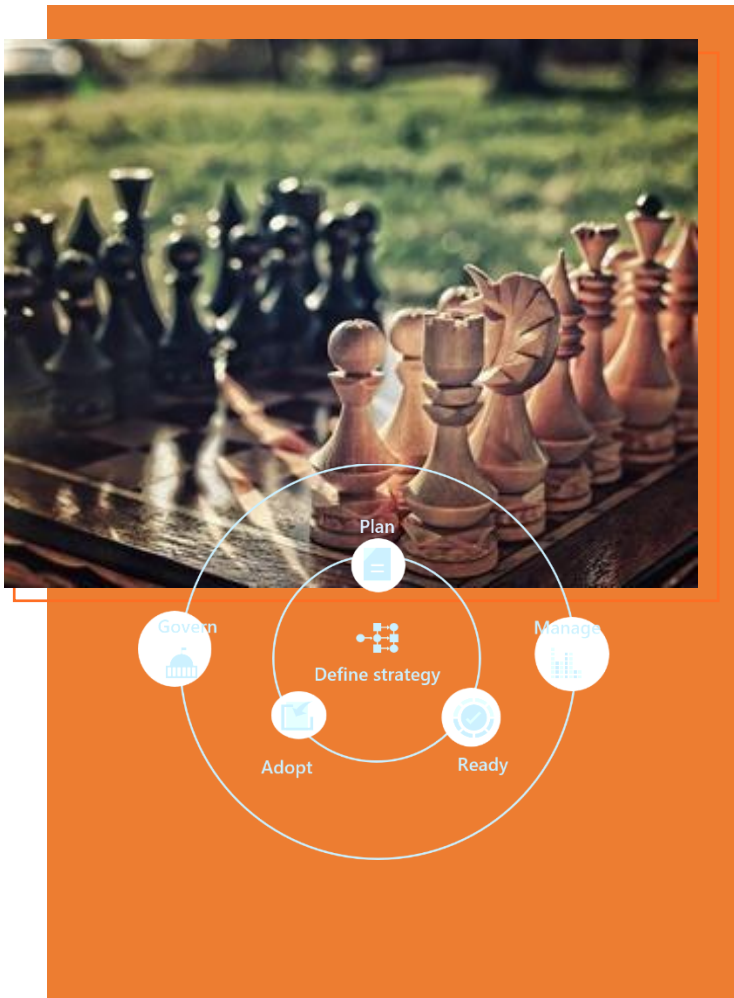 Plan
Govern
Manage
Define strategy
Adopt
Ready